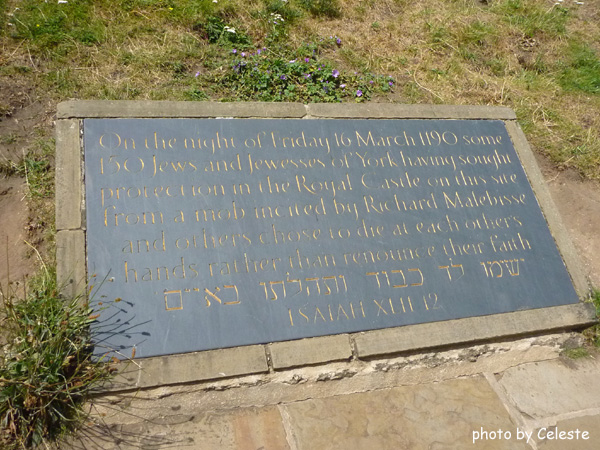 On the night of Friday 16 March 1190 some
150 Jews and Jewesses of York having sought
protection in the Royal Castle on this site
from a mob incited by Richard Malebisse
and others chose to die at each other's
hands rather than renounce their faith
ישימו לד כבוד ותהלתו באיים
ISAIAH XLII 12
photo by Celeste